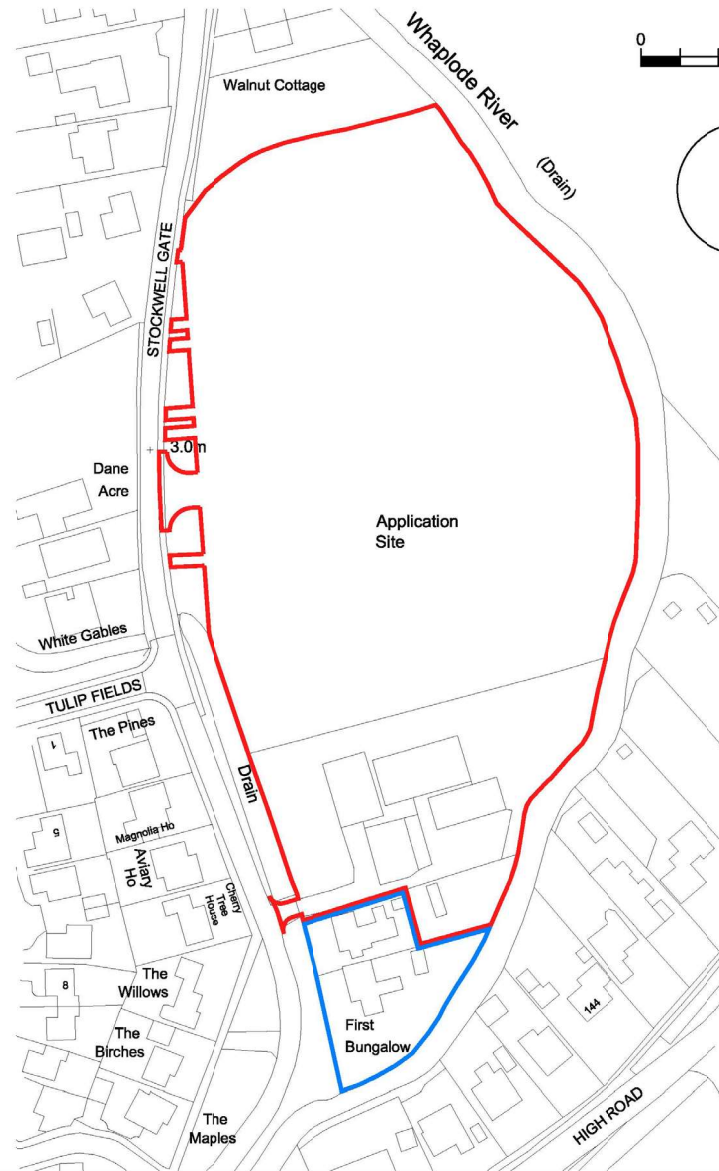 0
Whaplode River
(Drain)
Walnut Cottage
STOCKWELL GATE
3.0m
Dane
Acre
Application
Site
White Gables
TULIP FIELDS
The Pines
1
Drain
5
Magnolia Ho
Aviary
Ho
Cherry
Tree
House
The
Willows
8
The
Birches
First
Bungalow
144
The
Maples
HIGH ROAD